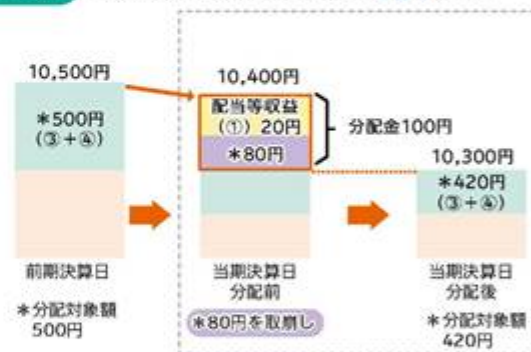 10,500円
*500円
(③+④)
前期決算日
*分配対象額
500円
10,400円
配当等収益
(①) 20円
*80円
分配金100円
当期決算日
分配前
*80円を取崩し
10,300円
*420円
(③+④)
当期決算日
分配後
*分配対象額
420円